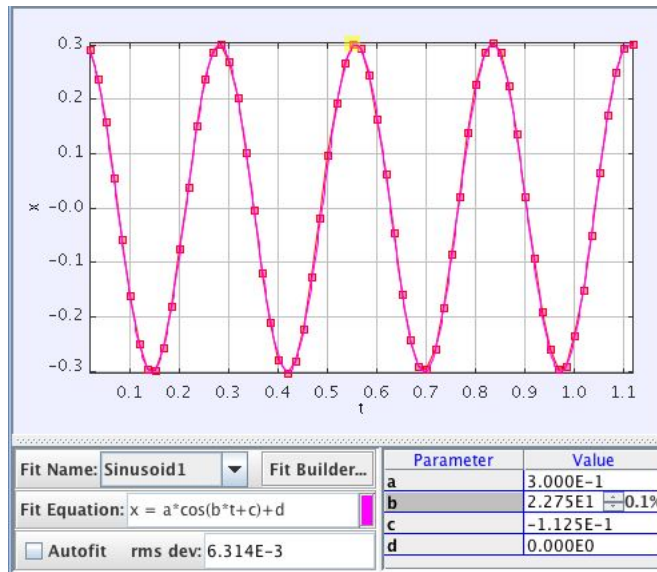 0.3
0.2
0.1
-0.0
-0.1
-0.2
-0.3
x
0.1 0.2 0.3 0.4 0.5 0.6 0.7 0.8 0.9 1.0 1.1
t
Fit Name: Sinusoid1 Fit Builder...
Fit Equation: x = a*cos(b*t+c)+d
Autofit rms dev: 6.314E-3
Parameter Value
a 3.000E-1
b 2.275E1 0.1%
c -1.125E-1
d 0.000E0